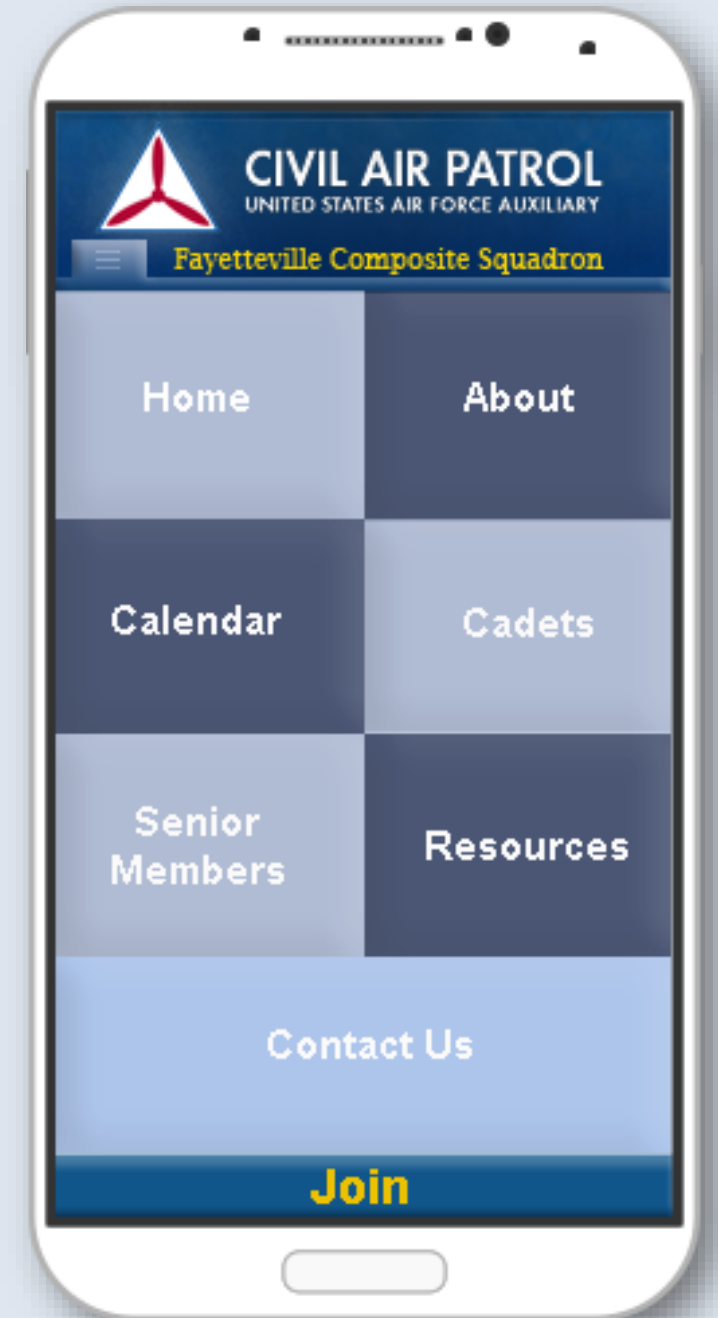 CIVIL AIR PATROL
UNITED STATES AIR FORCE AUXILIARY
Fayetteville Composite Squadron
Home
About
Calendar
Cadets
Senior
Members
Resources
Contact Us
Join